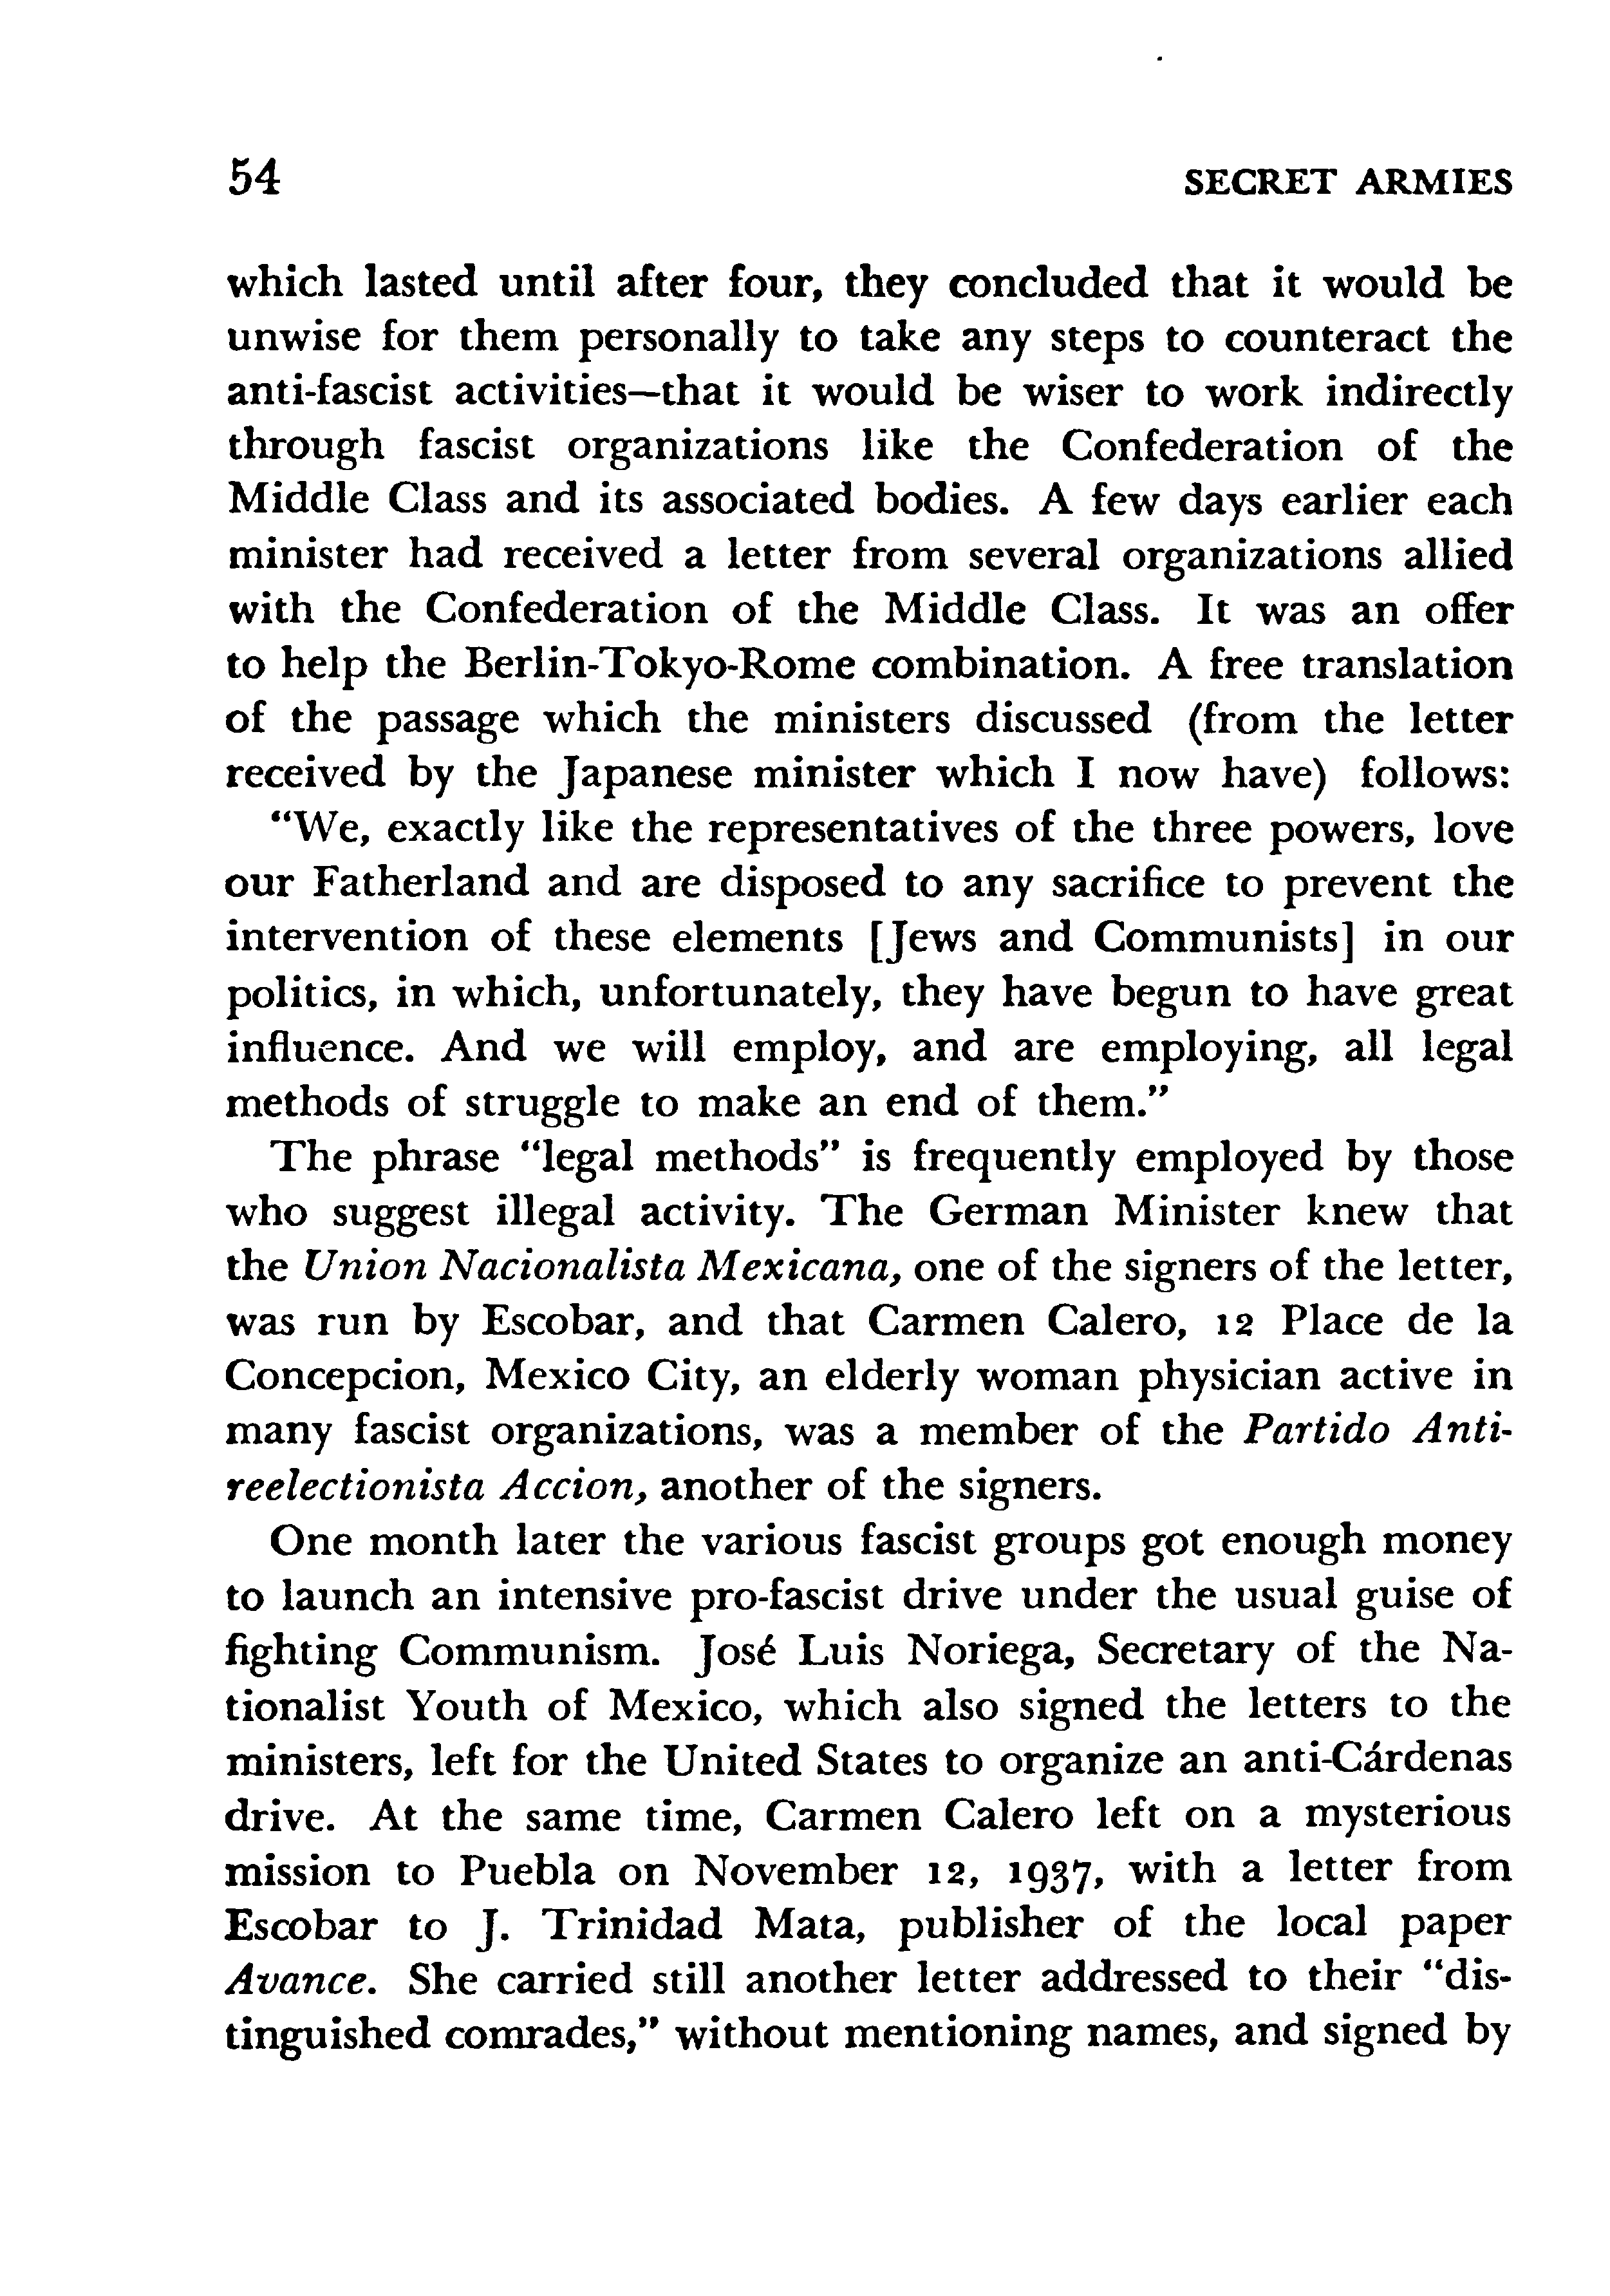 54 SECRET ARMIES
which lasted until after four, they concluded that it would be
unwise for them personally to take any steps to counteract the
anti-fascist activities—that it would be wiser to work indirectly
through fascist organizations like the Confederation of the
Middle Class and its associated bodies. A few days earlier each
minister had received a letter from several organizations allied
with the Confederation of the Middle Class. It was an offer
to help the Berlin-Tokyo-Rome combination. A free translation
of the passage which the ministers discussed (from the letter
received by the Japanese minister which I now have) follows:
“We, exactly like the representatives of the three powers, love
our Fatherland and are disposed to any sacrifice to prevent the
intervention of these elements [Jews and Communists] in our
politics, in which, unfortunately, they have begun to have great
influence. And we will employ, and are employing, all legal
methods of struggle to make an end of them.”
The phrase “legal methods” is frequently employed by those
who suggest illegal activity. The German Minister knew that
the Union Nacionalista Mexicana, one of the signers of the letter,
was run by Escobar, and that Carmen Calero, 12 Place de la
Concepcion, Mexico City, an elderly woman physician active in
many fascist organizations, was a member of the Partido Anti-
reelectionista Accion, another of the signers.
One month later the various fascist groups got enough money
to launch an intensive pro-fascist drive under the usual guise of
fighting Communism. José Luis Noriega, Secretary of the Na-
tionalist Youth of Mexico, which also signed the letters to the
ministers, left for the United States to organize an anti-Cárdenas
drive. At the same time, Carmen Calero left on a mysterious
mission to Puebla on November 12, 1937, with a letter from
Escobar to J. Trinidad Mata, publisher of the local paper
Avance. She carried still another letter addressed to their “dis-
tinguished comrades,” without mentioning names, and signed by